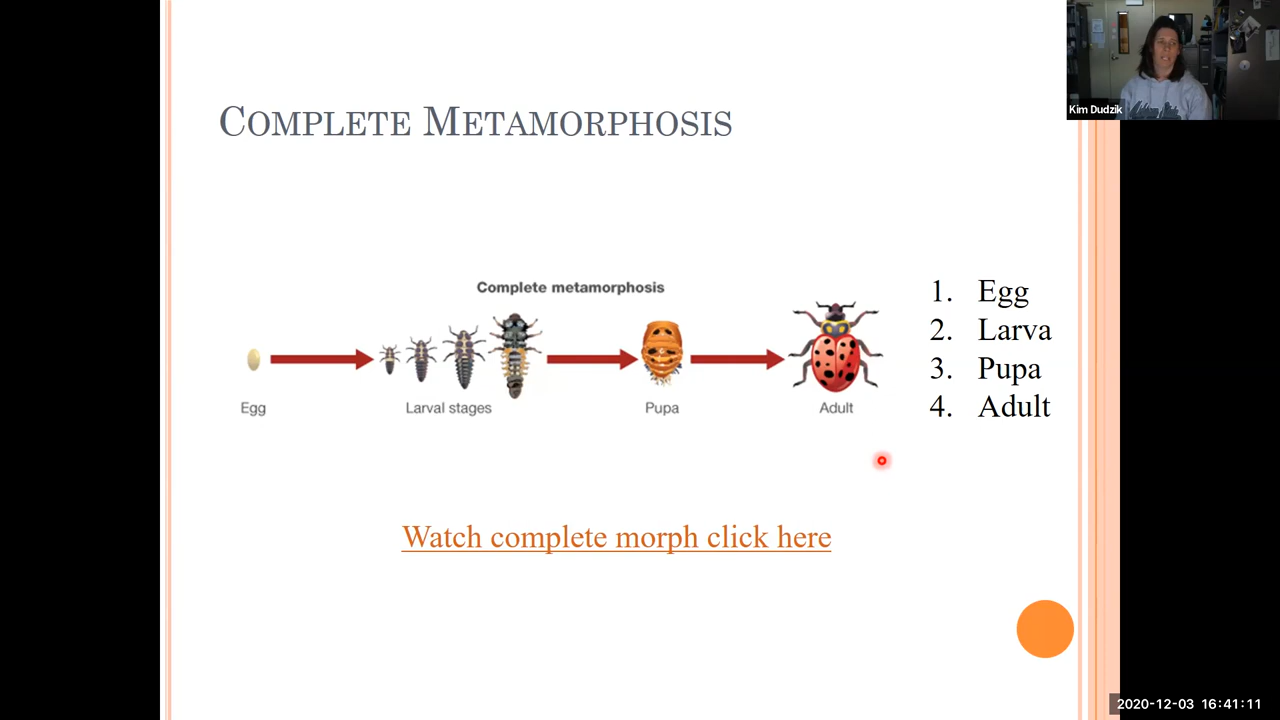 Kim Dudzik
Complete Metamorphosis
Complete metamorphosis
Egg
Larval stages
Pupa
Adult
1. Egg
2. Larva
3. Pupa
4. Adult
Watch complete morph click here
2020-12-03 16:41:11